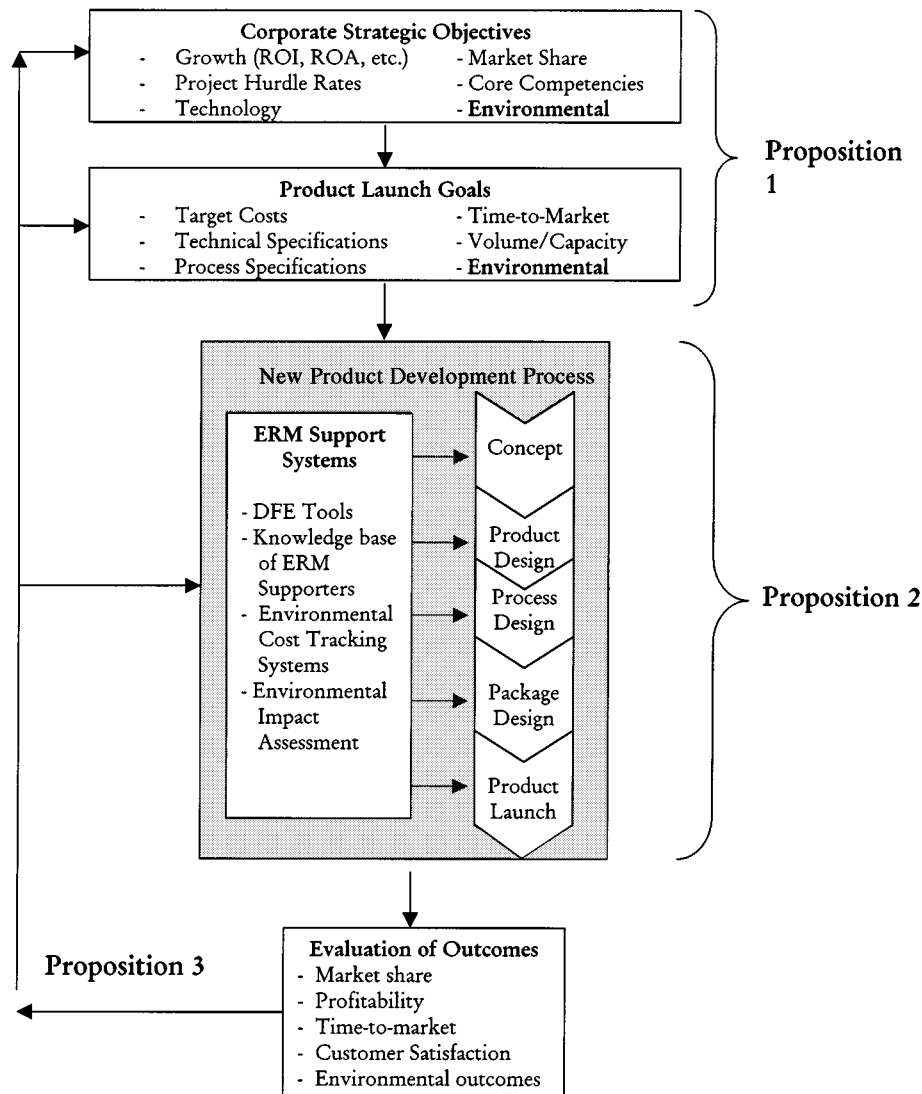 Corporate Strategic Objectives
- Growth (ROI, ROA, etc.)
- Project Hurdle Rates
- Technology
- Market Share
- Core Competencies
- Environmental
Proposition
1
Product Launch Goals
- Target Costs
- Technical Specifications
- Process Specifications
- Time-to-Market
- Volume/Capacity
- Environmental
New Product Development Process
ERM Support
Systems
- DFE Tools
- Knowledge base
of ERM
Supporters
- Environmental
Cost Tracking
Systems
- Environmental
Impact
Assessment
Concept
Product
Design
Process
Design
Package
Design
Product
Launch
Proposition 2
Proposition 3
Evaluation of Outcomes
- Market share
- Profitability
- Time-to-market
- Customer Satisfaction
- Environmental outcomes